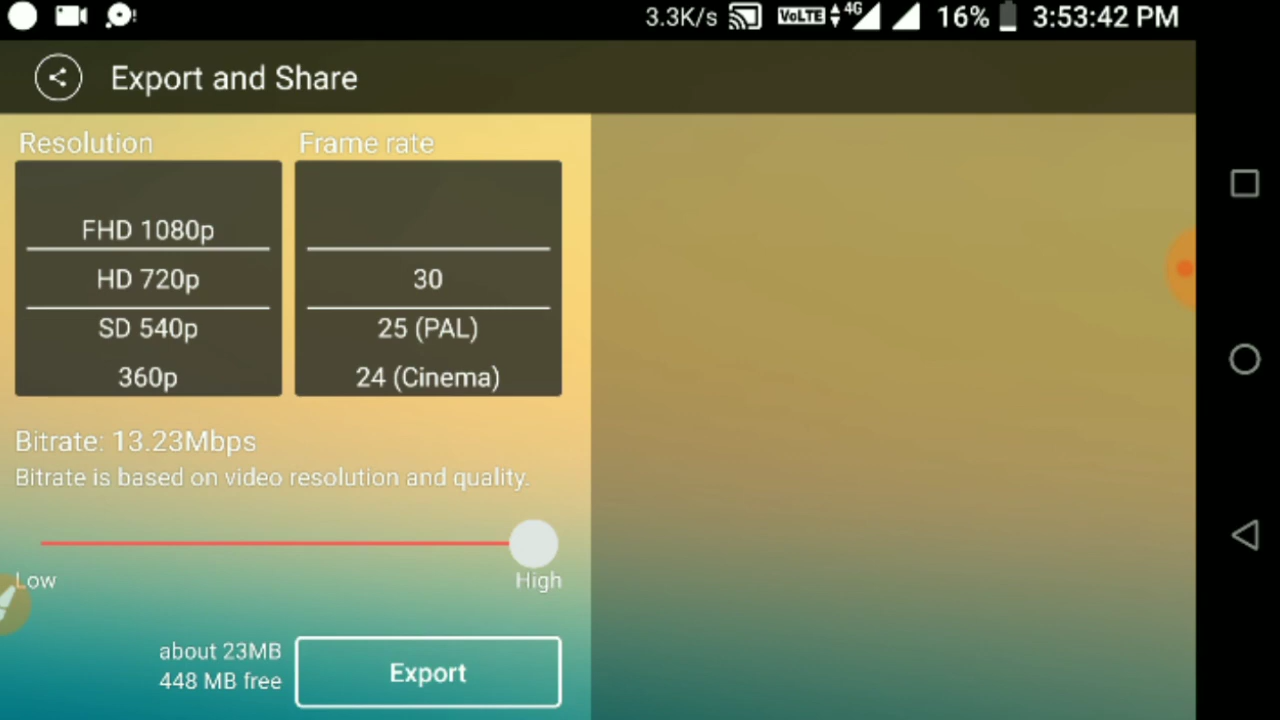 3.3K/s VoLTE 4G 16% 3:53:42 PM
Export and Share
Resolution
Frame rate
FHD 1080p
HD 720p
SD 540p
360p
30
25 (PAL)
24 (Cinema)
Bitrate: 13.23Mbps
Bitrate is based on video resolution and quality.
Low
High
about 23MB
448 MB free
Export